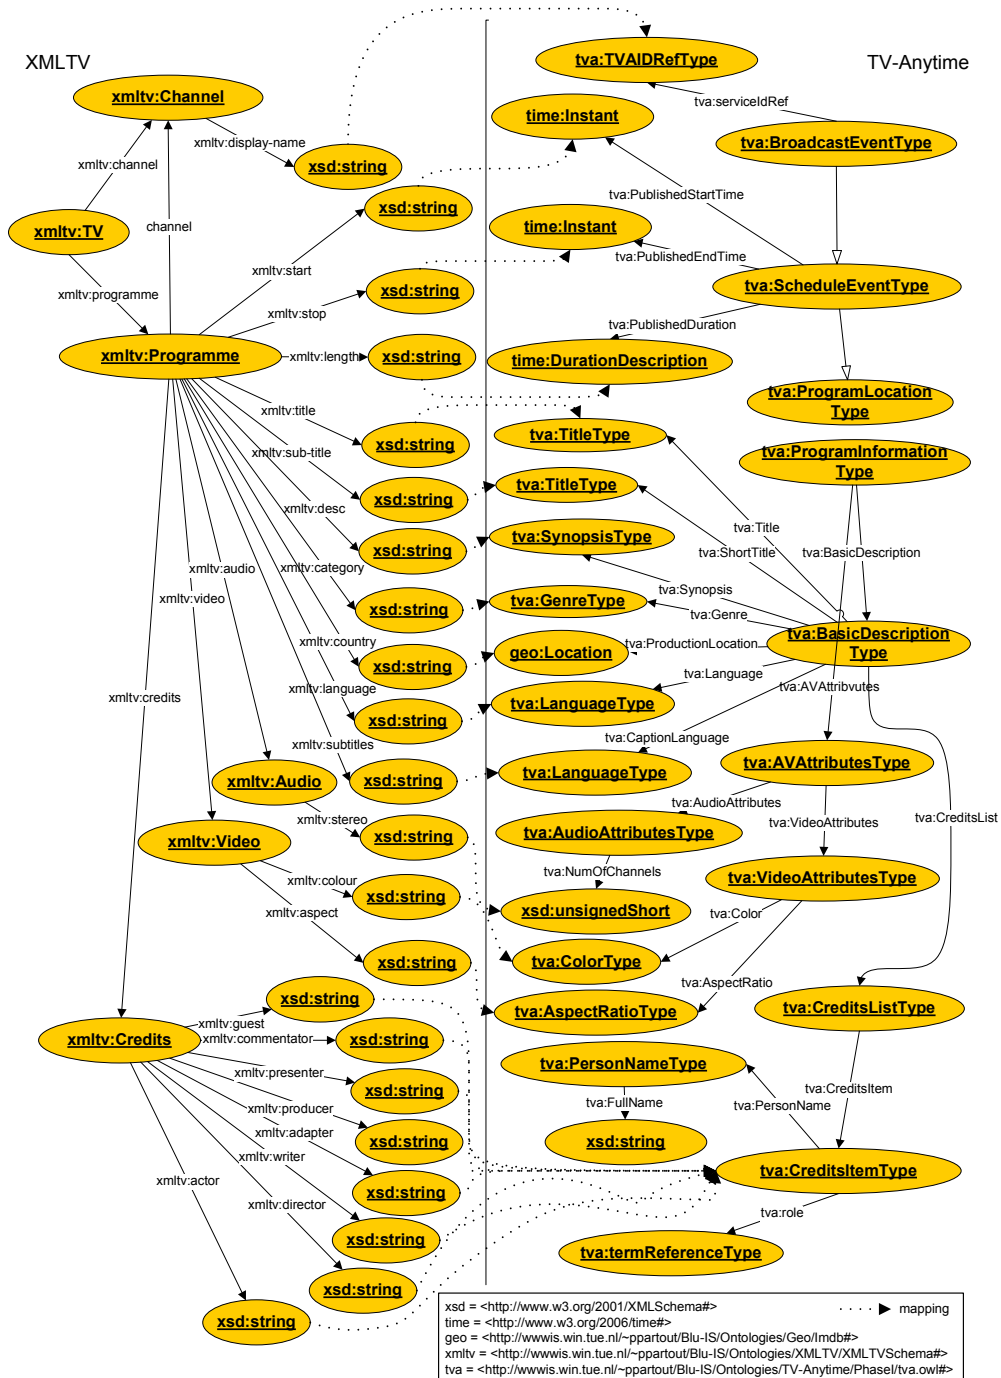 XMLTV
TV-Anytime
tva:TVAIDRefType
xmltv:Channel
tva:serviceIdRef
time:Instant
xmltv:display-name
tva:BroadcastEventType
xmltv:channel
xsd:string
tva:PublishedStartTime
xsd:string
xmltv:TV
channel
time:Instant
tva:PublishedEndTime
xmltv:start
tva:ScheduleEventType
xmltv:programme
xsd:string
xmltv:stop
tva:PublishedDuration
xmltv:Programme
xmltv:length
xsd:string
time:DurationDescription
tva:ProgramLocation
Type
xmltv:title
xsd:string
tva:TitleType
tva:ProgramInformation
Type
xmltv:sub-title
xsd:string
tva:TitleType
xmltv:desc
tva:Title
xsd:string
tva:SynopsisType
tva:ShortTitle
tva:BasicDescription
xmltv:audio
xmltv:category
xmltv:video
tva:Synopsis
xsd:string
tva:GenreType
tva:Genre
xmltv:country
tva:BasicDescription
Type
xsd:string
geo:Location
tva:ProductionLocation
tva:Language
xmltv:language
tva:AVAttribvutes
xmltv:credits
xsd:string
tva:LanguageType
xmltv:subtitles
tva:CaptionLanguage
xmltv:Audio
xsd:string
tva:LanguageType
tva:AVAttributesType
tva:AudioAttributes
xmltv:stereo
tva:VideoAttributes
tva:CreditsList
xmltv:Video
xsd:string
tva:AudioAttributesType
tva:NumOfChannels
tva:VideoAttributesType
xmltv:colour
xsd:string
xmltv:aspect
xsd:unsignedShort
tva:Color
xsd:string
tva:ColorType
tva:AspectRatio
xsd:string
tva:AspectRatioType
tva:CreditsListType
xmltv:guest
xmltv:Credits
xmltv:commentator
xsd:string
tva:PersonNameType
xmltv:presenter
xsd:string
tva:CreditsItem
tva:FullName
tva:PersonName
xmltv:producer
xsd:string
xsd:string
xmltv:adapter
xmltv:writer
tva:CreditsItemType
xmltv:actor
xsd:string
xmltv:director
tva:role
xsd:string
tva:termReferenceType
xsd:string
xsd:string
xsd = <http://www.w3.org/2001/XMLSchema#>
mapping
time = <http://www.w3.org/2006/time#>
geo = <http://wwwis.win.tue.nl/~ppartout/Blu-IS/Ontologies/Geo/Imdb#>
xmltv = <http://wwwis.win.tue.nl/~ppartout/Blu-IS/Ontologies/XMLTV/XMLTVSchema#>
tva = <http://wwwis.win.tue.nl/~ppartout/Blu-IS/Ontologies/TV-Anytime/PhaseI/tva.owl#>